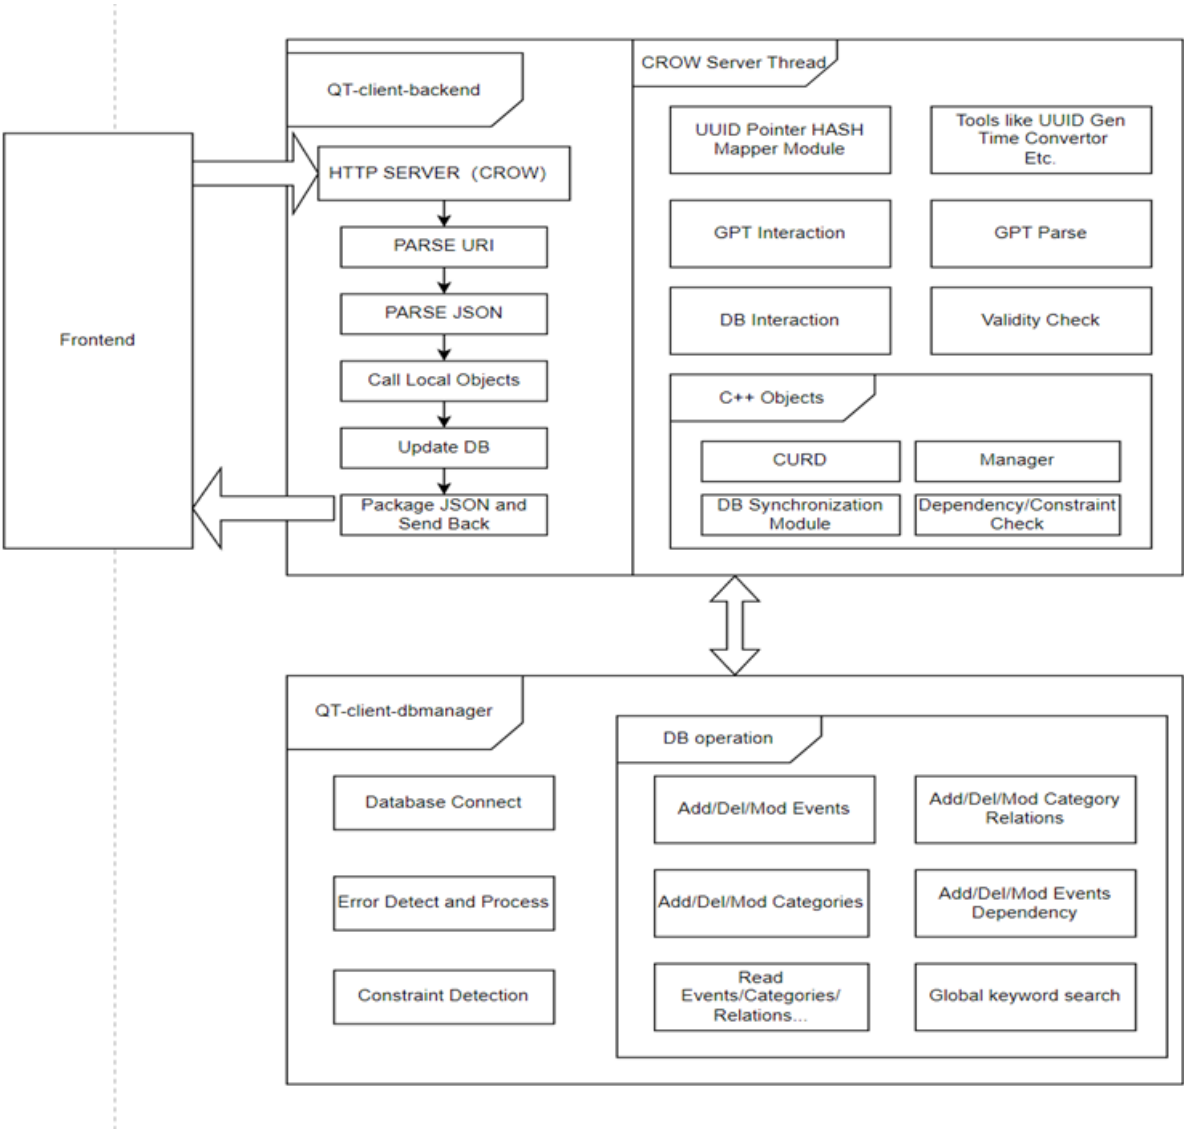 Frontend
QT-client-backend
HTTP SERVER (CROW)
PARSE URI
PARSE JSON
Call Local Objects
Update DB
Package JSON and
Send Back
CROW Server Thread
UUID Pointer HASH
Mapper Module
Tools like UUID Gen
Time Convertor
Etc.
GPT Interaction
GPT Parse
DB Interaction
Validity Check
C++ Objects
CURD
Manager
DB Synchronization
Module
Dependency/Constraint
Check
QT-client-dbmanager
Database Connect
Error Detect and Process
Constraint Detection
DB operation
Add/Del/Mod Events
Add/Del/Mod Category
Relations
Add/Del/Mod Categories
Add/Del/Mod Events
Dependency
Read
Events/Categories/
Relations...
Global keyword search